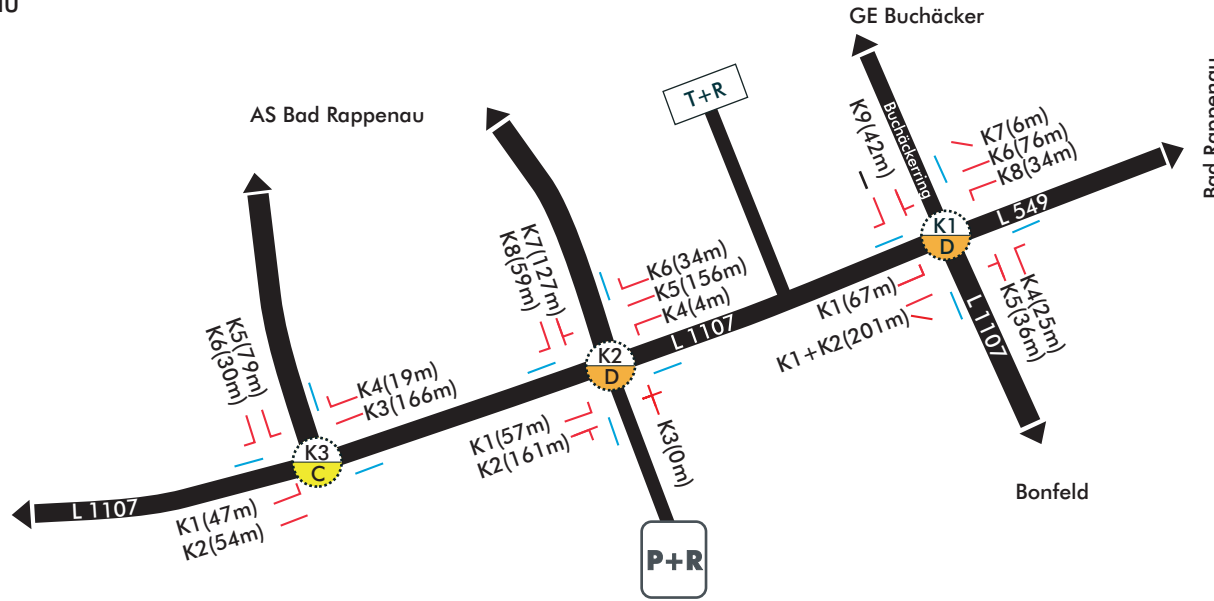 GE Buchäcker
AS Bad Rappenau
T+R
Bad Rappenau
Buchäckerring
K9(42m)
K7(6m)
K6(76m)
K8(34m)
L 549
K1
D
K4(25m)
K5(36m)
L 1107
K1(67m)
K1+K2(201m)
Bonfeld
K7(127m)
K8(59m)
K6(34m)
K5(156m)
K4(4m)
L 1107
K2
D
K3(0m)
K1(57m)
K2(161m)
P+R
K5(79m)
K6(30m)
K4(19m)
K3(166m)
K3
C
L 1107
K1(47m)
K2(54m)